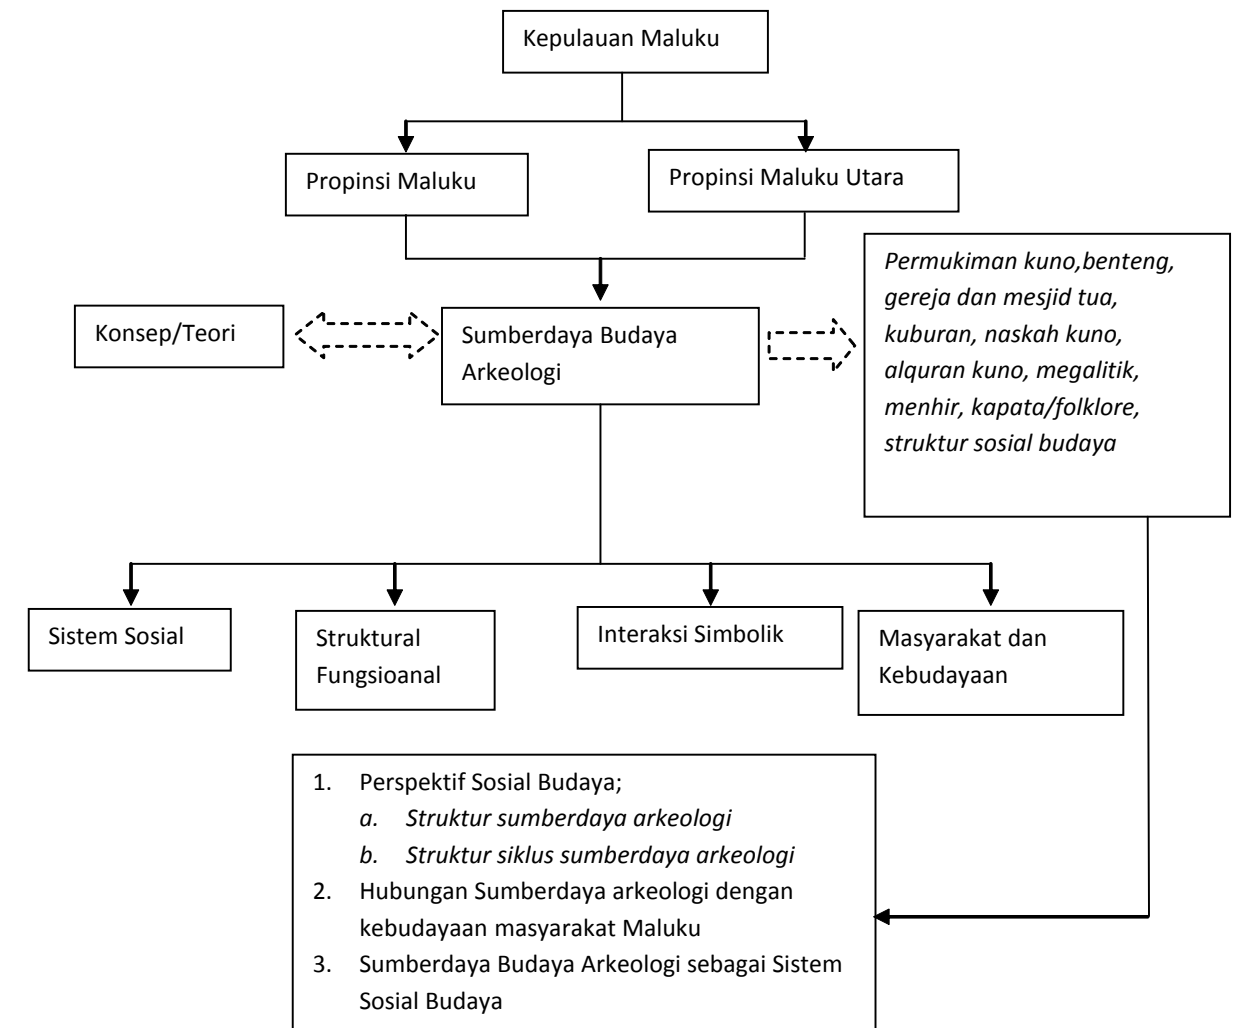 Kepulauan Maluku
Propinsi Maluku
Propinsi Maluku Utara
Konsep/Teori
Sumberdaya Budaya
Arkeologi
Permukiman kuno,benteng,
gereja dan mesjid tua,
kuburan, naskah kuno,
alquran kuno, megalitik,
menhir, kapata/folklore,
struktur sosial budaya
Sistem Sosial
Struktural
Fungsioanal
Interaksi Simbolik
Masyarakat dan
Kebudayaan
1. Perspektif Sosial Budaya;
a. Struktur sumberdaya arkeologi
b. Struktur siklus sumberdaya arkeologi
2. Hubungan Sumberdaya arkeologi dengan
kebudayaan masyarakat Maluku
3. Sumberdaya Budaya Arkeologi sebagai Sistem
Sosial Budaya